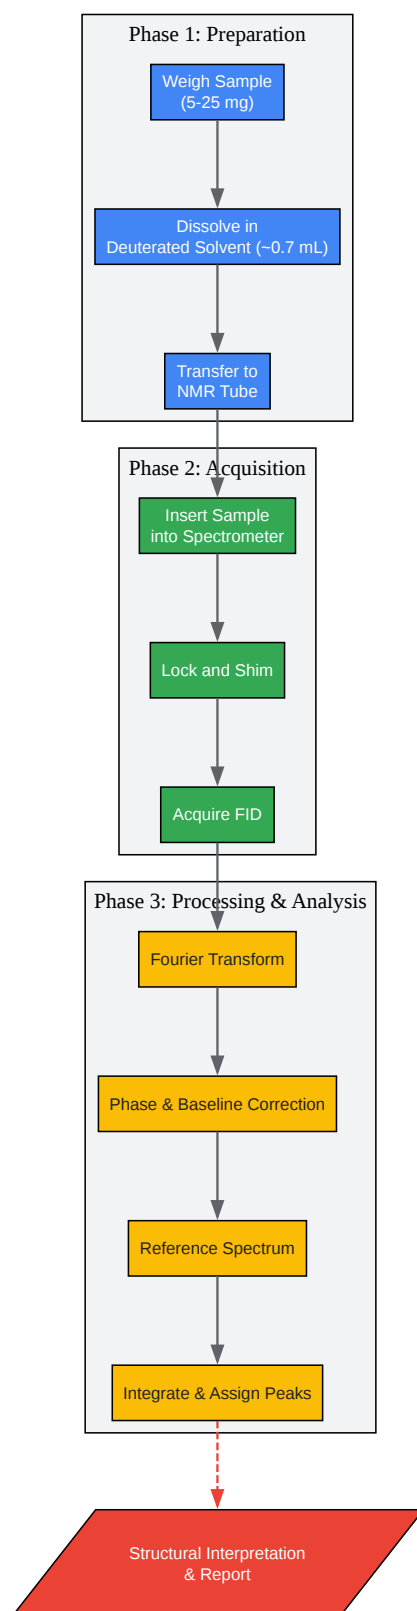 Phase 1: Preparation
Weigh Sample
(5-25 mg)
Dissolve in
Deuterated Solvent (~0.7 mL)
Transfer to
NMR Tube
Phase 2: Acquisition
Insert Sample
into Spectrometer
Lock and Shim
Acquire FID
Phase 3: Processing & Analysis
Fourier Transform
Phase & Baseline Correction
Reference Spectrum
Integrate & Assign Peaks
Structural Interpretation
& Report